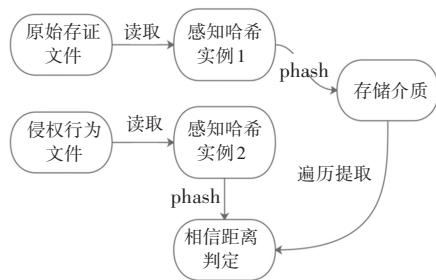 原始存证
文件
读取
感知哈希
实例1
phash
存储介质
侵权行为
文件
读取
感知哈希
实例2
phash
遍历提取
相信距离
判定